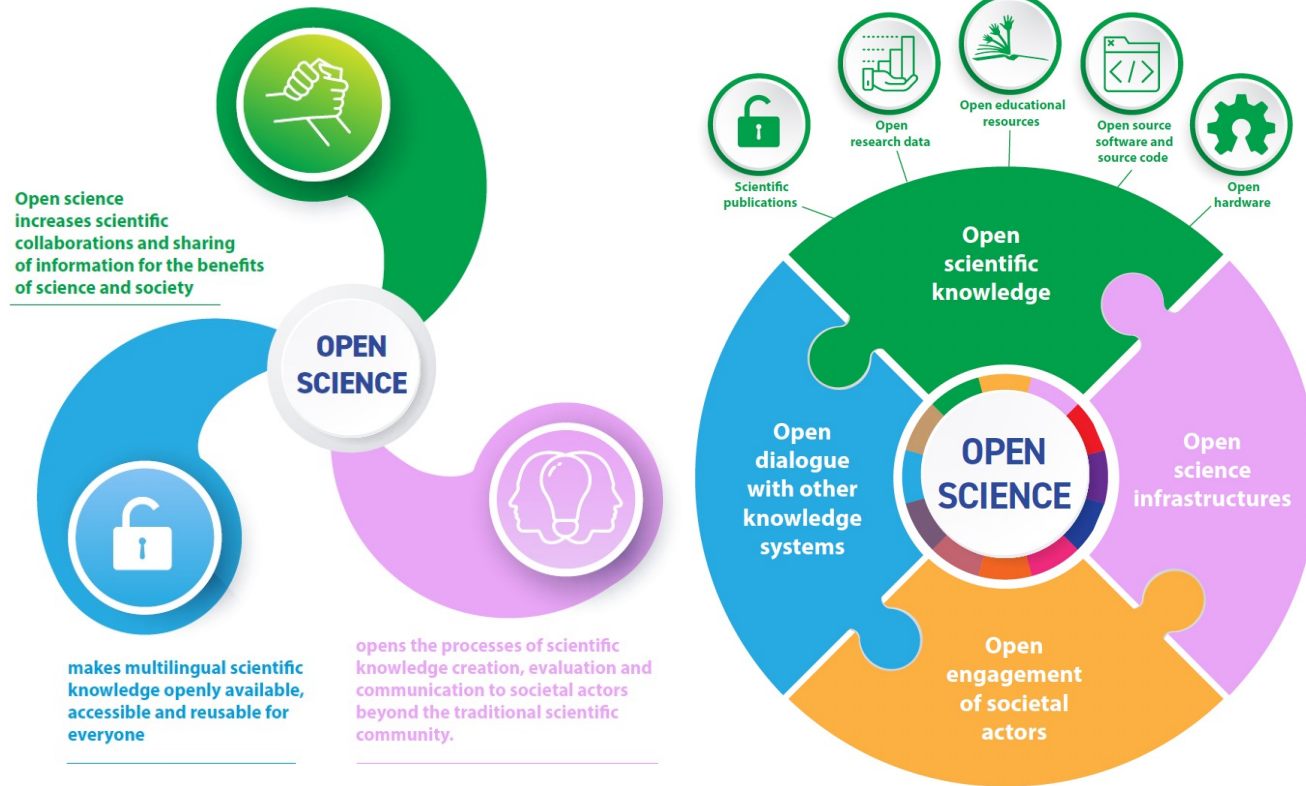 Open science
increases scientific
collaborations and sharing
of information for the benefits
of science and society
OPEN
SCIENCE
makes multilingual scientific
knowledge openly available,
accessible and reusable for
everyone
opens the processes of scientific
knowledge creation, evaluation and
communication to societal actors
beyond the traditional scientific
community.
Scientific
publications
Open
research data
Open educational
resources
Open source
software and
source code
</>
Open
hardware
Open
scientific
knowledge
Open
dialogue
with other
knowledge
systems
OPEN
SCIENCE
Open
science
infrastructures
Open
engagement
of societal
actors